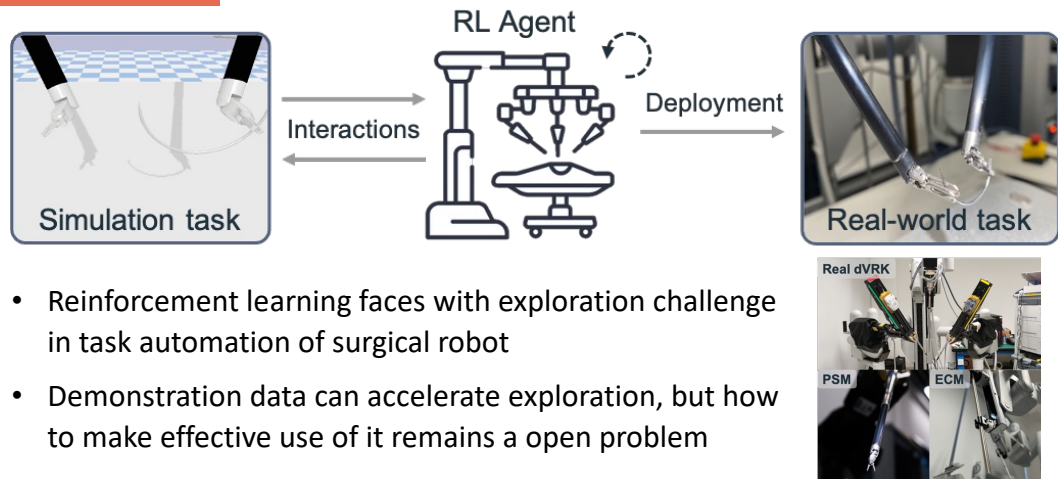 RL Agent
Interactions
Deployment
Simulation task
Real-world task
Real dVRK
PSM
ECM
• Reinforcement learning faces with exploration challenge
in task automation of surgical robot
• Demonstration data can accelerate exploration, but how
to make effective use of it remains a open problem